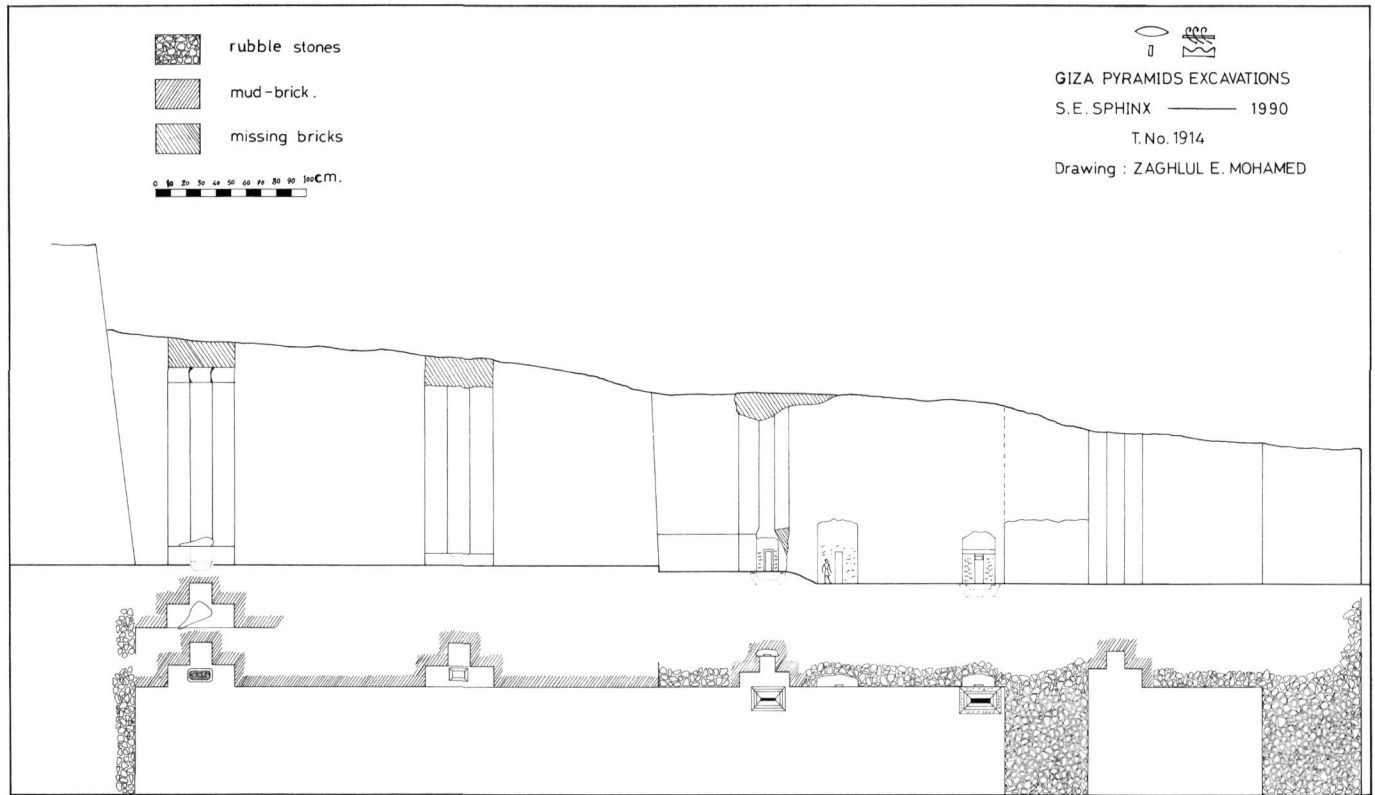 rubble stones
mud-brick.
missing bricks
0 10 20 30 40 50 60 70 80 90 100cm.
GIZA PYRAMIDS EXCAVATIONS
S.E. SPHINX — 1990
T. No. 1914
Drawing : ZAGHLUL E. MOHAMED